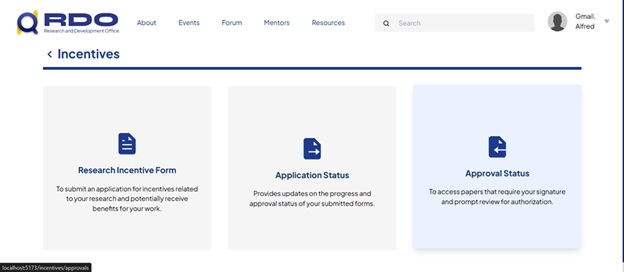 RDO
Research and Development Office
About
Events
Forum
Mentors
Resources
Search
Gmail,
Alfred
Incentives
Research Incentive Form
To submit an application for incentives related
to your research and potentially receive
benefits for your work.
Application Status
Provides updates on the progress and
approval status of your submitted forms.
Approval Status
To access papers that require your signature
and prompt review for authorization.
localhost:5173/incentives/approvals